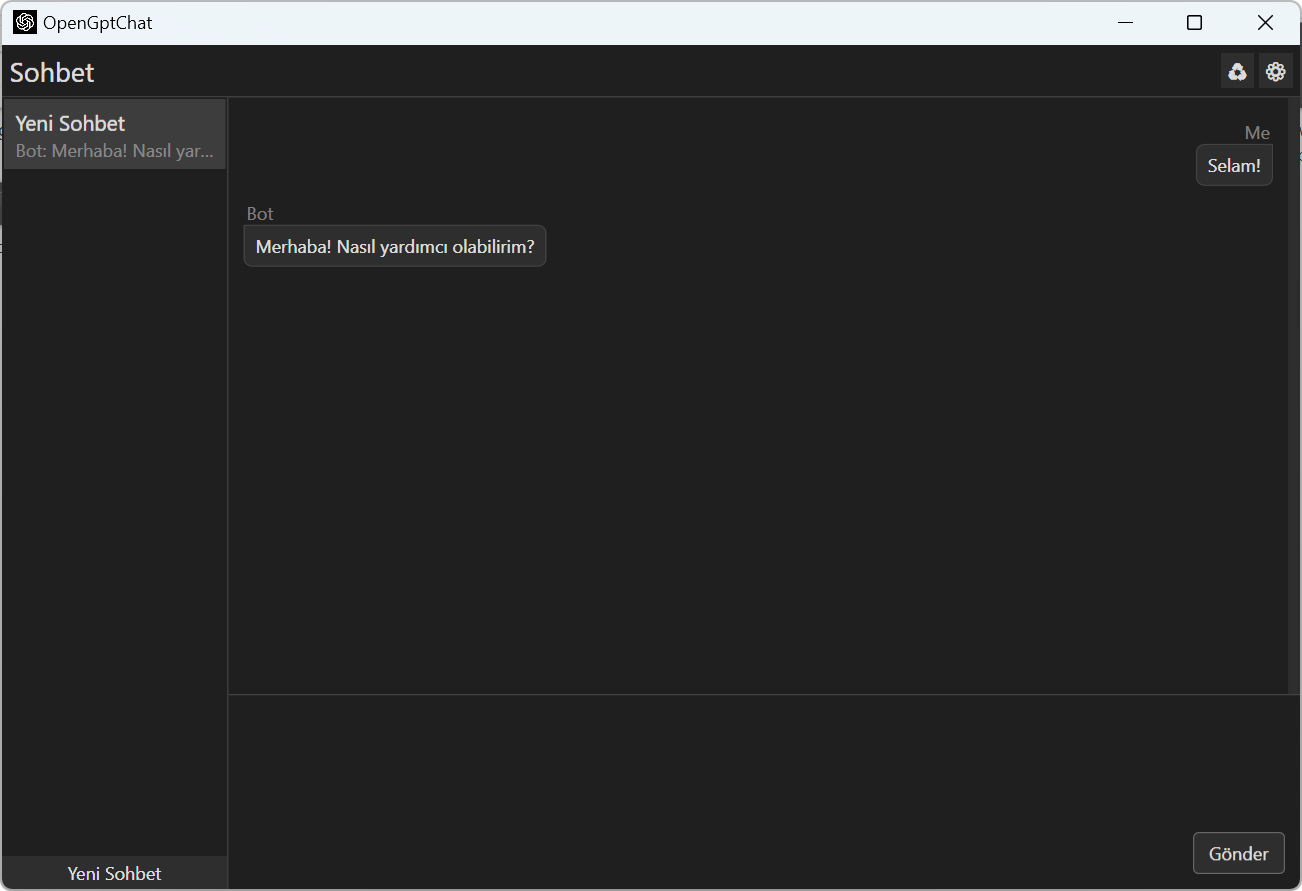 OpenGptChat
Sohbet
Yeni Sohbet
Bot: Merhaba! Nasıl yar...
Me
Selam!
Bot
Merhaba! Nasıl yardımcı olabilirim?
Gönder
Yeni Sohbet